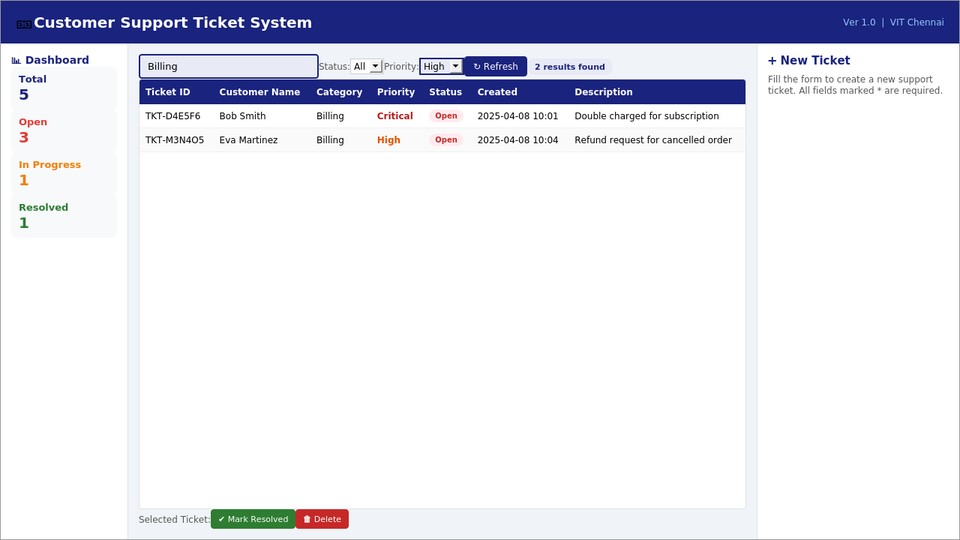 Customer Support Ticket System
Ver 1.0 | VIT Chennai
Dashboard
Total
5
Open
3
In Progress
1
Resolved
1
Billing
Status: All Priority: High ↻ Refresh 2 results found
Ticket ID Customer Name Category Priority Status Created Description
TKT-D4E5F6 Bob Smith Billing Critical Open 2025-04-08 10:01 Double charged for subscription
TKT-M3N4O5 Eva Martinez Billing High Open 2025-04-08 10:04 Refund request for cancelled order
Selected Ticket: ✔ Mark Resolved 🗑 Delete
+ New Ticket
Fill the form to create a new support
ticket. All fields marked * are required.